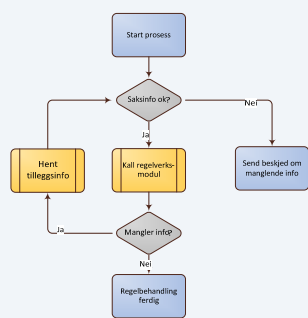 Start prosess
Saksinfo ok?
Nei
Ja
Hent
tilleggsinfo
Kall regelverks-
modul
Send beskjed om
manglende info
Ja
Mangler info?
Nei
Regelbehandling
ferdig